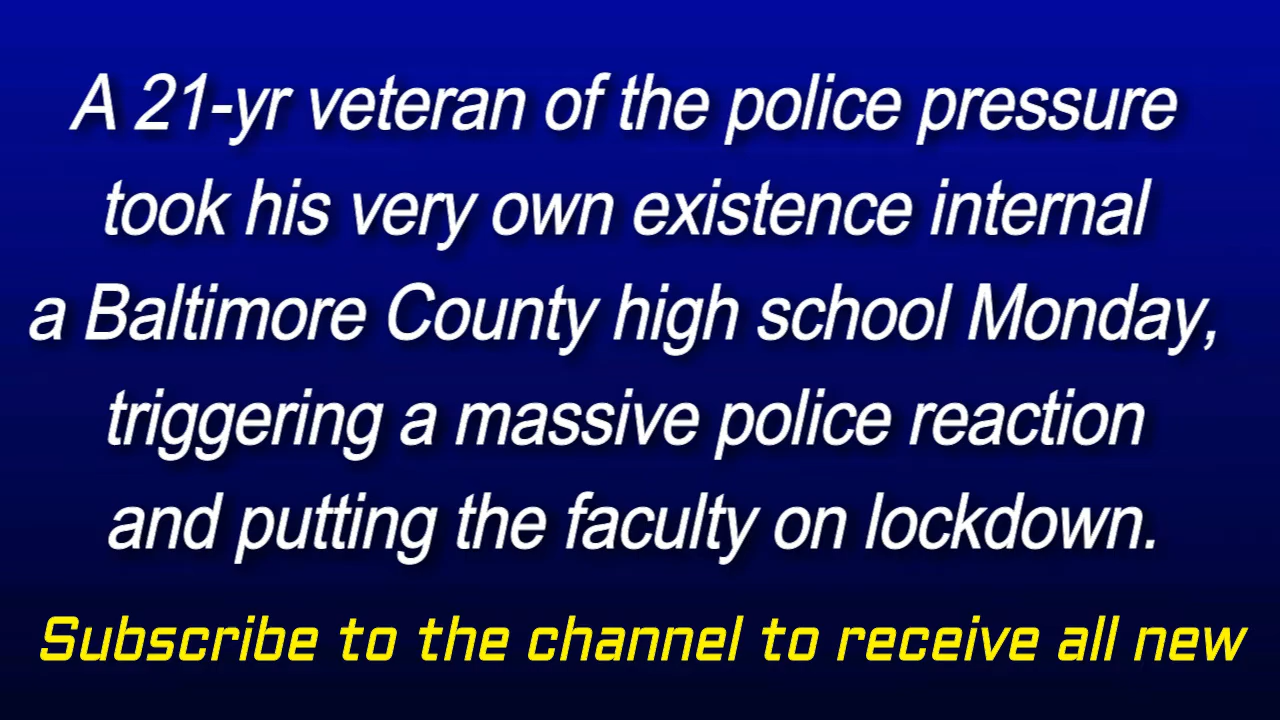 A 21-yr veteran of the police pressure
took his very own existence internal
a Baltimore County high school Monday,
triggering a massive police reaction
and putting the faculty on lockdown.
Subscribe to the channel to receive all new